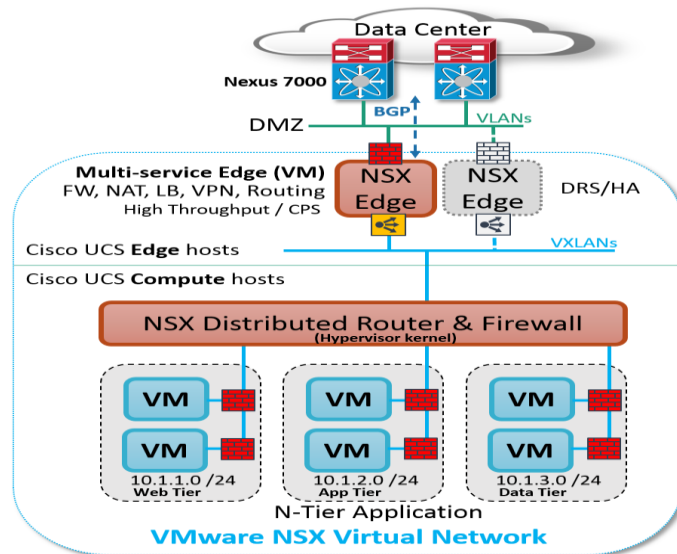 Data Center
Nexus 7000
BGP
VLANs
DMZ
Multi-service Edge (VM)
FW, NAT, LB, VPN, Routing
High Throughput / CPS
NSX
Edge
NSX
Edge
DRS/HA
Cisco UCS Edge hosts
VXLANs
Cisco UCS Compute hosts
NSX Distributed Router & Firewall
(Hypervisor kernel)
VM
VM
10.1.1.0 /24
Web Tier
VM
VM
10.1.2.0 /24
App Tier
VM
VM
10.1.3.0 /24
Data Tier
N-Tier Application
VMware NSX Virtual Network